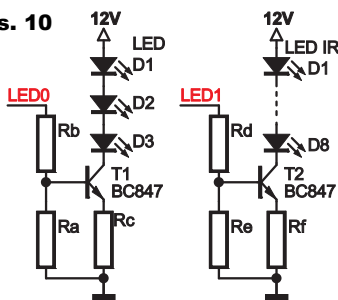 s. 10
12V
LED
D1
LED0
D2
Rb
D3
T1
BC847
Ra
Rc
12V
LED IR
D1
LED1
Rd
D8
T2
BC847
Re
Rf